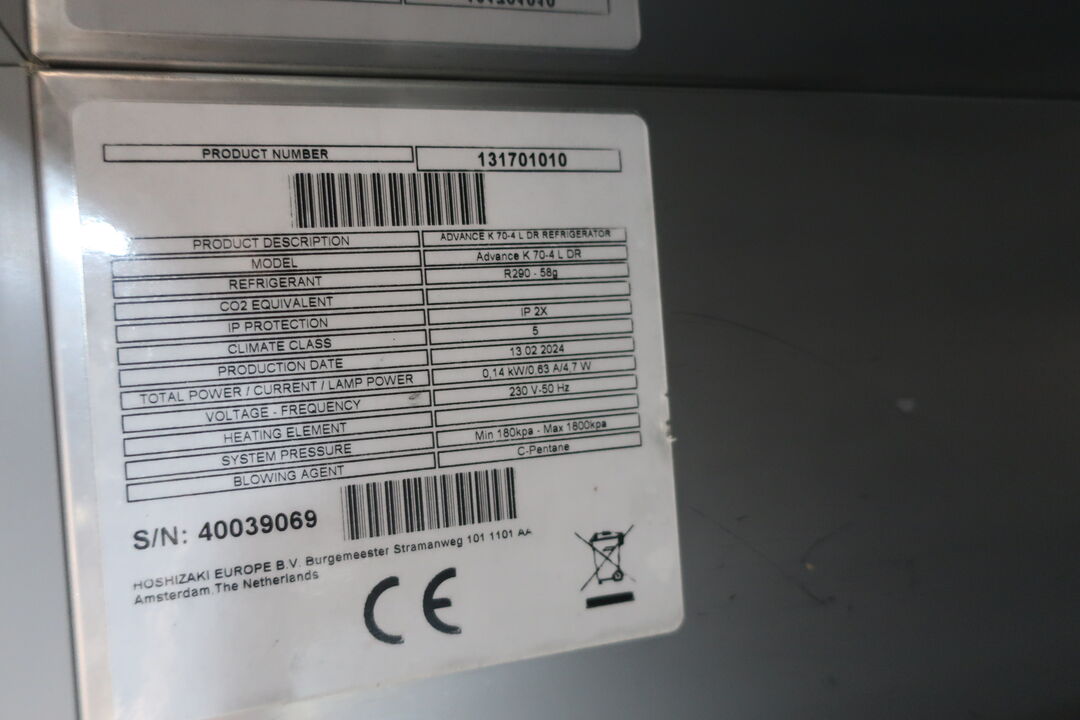 PRODUCT NUMBER 131701010
PRODUCT DESCRIPTION ADVANCE K 70-4 L DR REFRIGERATOR
MODEL Advance K 70-4 L DR
REFRIGERANT R290 - 58g
CO2 EQUIVALENT
IP PROTECTION IP 2X
CLIMATE CLASS 5
PRODUCTION DATE 13 02 2024
TOTAL POWER / CURRENT / LAMP POWER 0,14 kW/0.63 A/4,7 W
VOLTAGE - FREQUENCY 230 V-50 Hz
HEATING ELEMENT
SYSTEM PRESSURE Min 180kpa - Max 1800kpa
BLOWING AGENT C-Pentane
S/N: 40039069
HOSHIZAKI EUROPE B.V. Burgemeester Stramanweg 101 1101 AA
Amsterdam,The Netherlands
CE